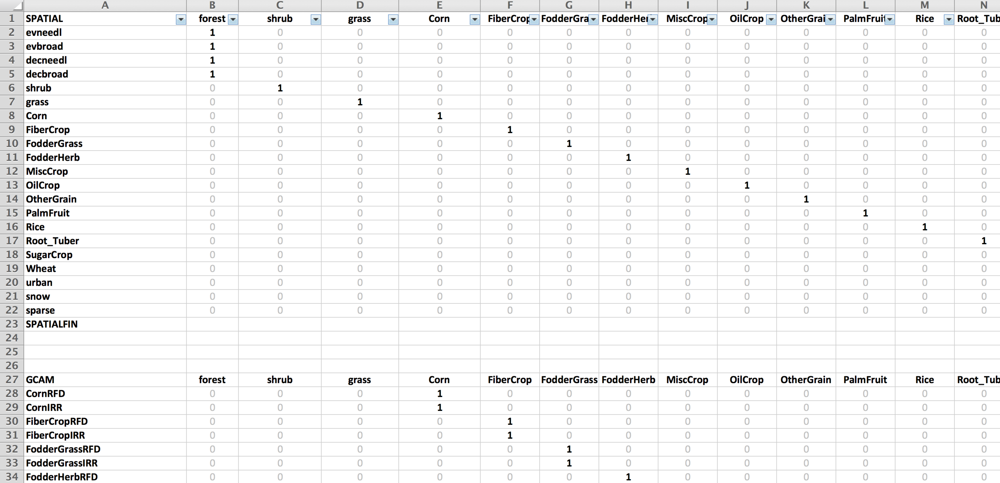 A B C D E F G H I J K L M N
1 SPATIAL forest shrub grass Corn FiberCrop FodderGra FodderHer MiscCrop OilCrop OtherGrai PalmFruit Rice Root_Tub
2 evneedl 1 0 0 0 0 0 0 0 0 0 0 0 0
3 evbroad 1 0 0 0 0 0 0 0 0 0 0 0 0
4 decneedl 1 0 0 0 0 0 0 0 0 0 0 0 0
5 decbroad 1 0 0 0 0 0 0 0 0 0 0 0 0
6 shrub 0 1 0 0 0 0 0 0 0 0 0 0 0
7 grass 0 0 1 0 0 0 0 0 0 0 0 0 0
8 Corn 0 0 0 1 0 0 0 0 0 0 0 0 0
9 FiberCrop 0 0 0 0 1 0 0 0 0 0 0 0 0
10 FodderGrass 0 0 0 0 0 1 0 0 0 0 0 0 0
11 FodderHerb 0 0 0 0 0 0 1 0 0 0 0 0 0
12 MiscCrop 0 0 0 0 0 0 0 1 0 0 0 0 0
13 OilCrop 0 0 0 0 0 0 0 0 1 0 0 0 0
14 OtherGrain 0 0 0 0 0 0 0 0 0 1 0 0 0
15 PalmFruit 0 0 0 0 0 0 0 0 0 0 1 0 0
16 Rice 0 0 0 0 0 0 0 0 0 0 0 1 0
17 Root_Tuber 0 0 0 0 0 0 0 0 0 0 0 0 1
18 SugarCrop 0 0 0 0 0 0 0 0 0 0 0 0 0
19 Wheat 0 0 0 0 0 0 0 0 0 0 0 0 0
20 urban 0 0 0 0 0 0 0 0 0 0 0 0 0
21 snow 0 0 0 0 0 0 0 0 0 0 0 0 0
22 sparse 0 0 0 0 0 0 0 0 0 0 0 0 0
23 SPATIALFIN
24
25
26
27 GCAM forest shrub grass Corn FiberCrop FodderGrass FodderHerb MiscCrop OilCrop OtherGrain PalmFruit Rice Root_Tub
28 CornRFD 0 0 0 1 0 0 0 0 0 0 0 0 0
29 CornIRR 0 0 0 1 0 0 0 0 0 0 0 0 0
30 FiberCropRFD 0 0 0 0 1 0 0 0 0 0 0 0 0
31 FiberCropIRR 0 0 0 0 1 0 0 0 0 0 0 0 0
32 FodderGrassRFD 0 0 0 0 0 1 0 0 0 0 0 0 0
33 FodderGrassIRR 0 0 0 0 0 1 0 0 0 0 0 0 0
34 FodderHerbRFD 0 0 0 0 0 0 1 0 0 0 0 0 0